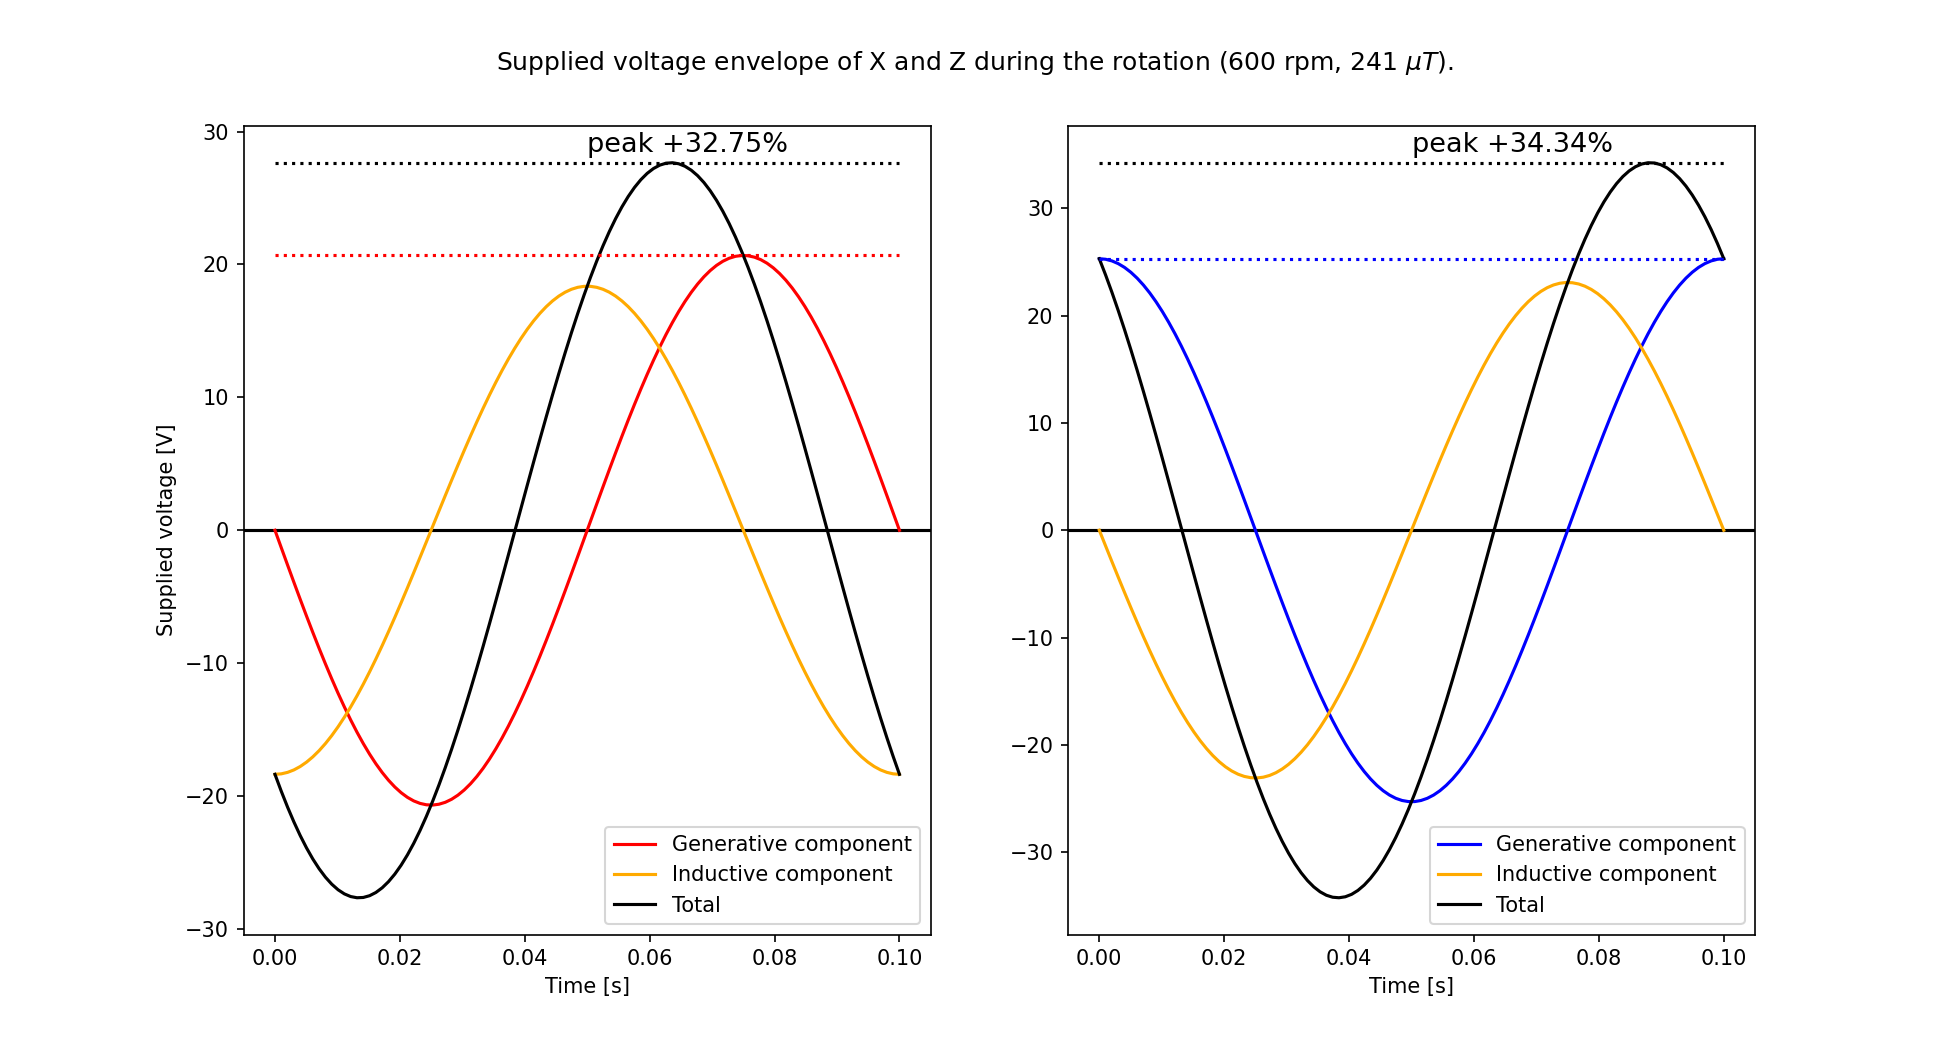 Supplied voltage envelope of X and Z during the rotation (600 rpm, 241 μT).
peak +32.75%
30
20
10
0
−10
−20
−30
Supplied voltage [V]
Generative component
Inductive component
Total
0.00 0.02 0.04 0.06 0.08 0.10
Time [s]
peak +34.34%
30
20
10
0
−10
−20
−30
Generative component
Inductive component
Total
0.00 0.02 0.04 0.06 0.08 0.10
Time [s]